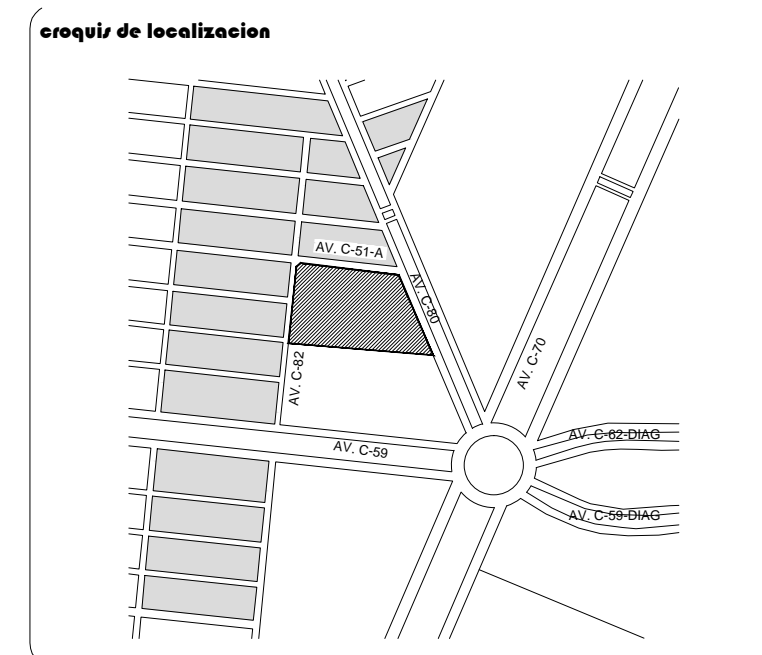 croquis de localizacion
AV. C-51-A
AV. C-80
AV. C-70
AV. C-82
AV. C-59
AV. C-62-DIAG
AV. C-59-DIAG